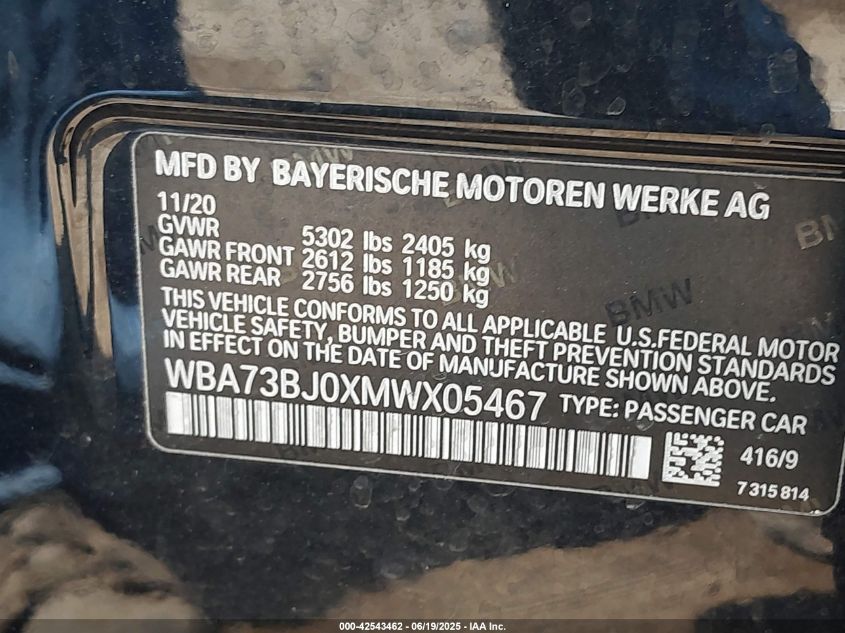 MFD BY BAYERISCHE MOTOREN WERKE AG
11/20
GVWR 5302 lbs 2405 kg
GAWR FRONT 2612 lbs 1185 kg
GAWR REAR 2756 lbs 1250 kg
THIS VEHICLE CONFORMS TO ALL APPLICABLE U.S.FEDERAL MOTOR
VEHICLE SAFETY, BUMPER AND THEFT PREVENTION STANDARDS
IN EFFECT ON THE DATE OF MANUFACTURE SHOWN ABOVE.
WBA73BJ0XMWX05467 TYPE: PASSENGER CAR
416/9
7 315 814
000-42543462 - 06/19/2025 - IAA Inc.